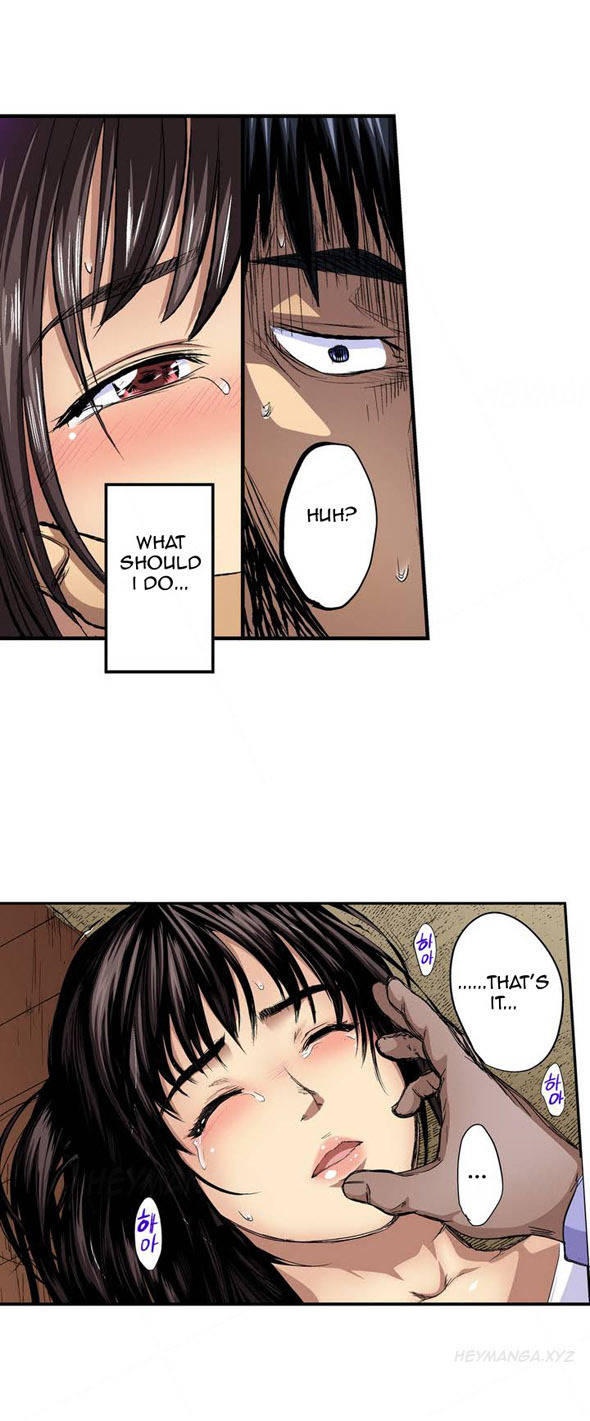 HUH?
WHAT
SHOULD
I DO...
하
아
......THAT'S
IT...
하
아
...
하
아
HEYMANGA.XYZ